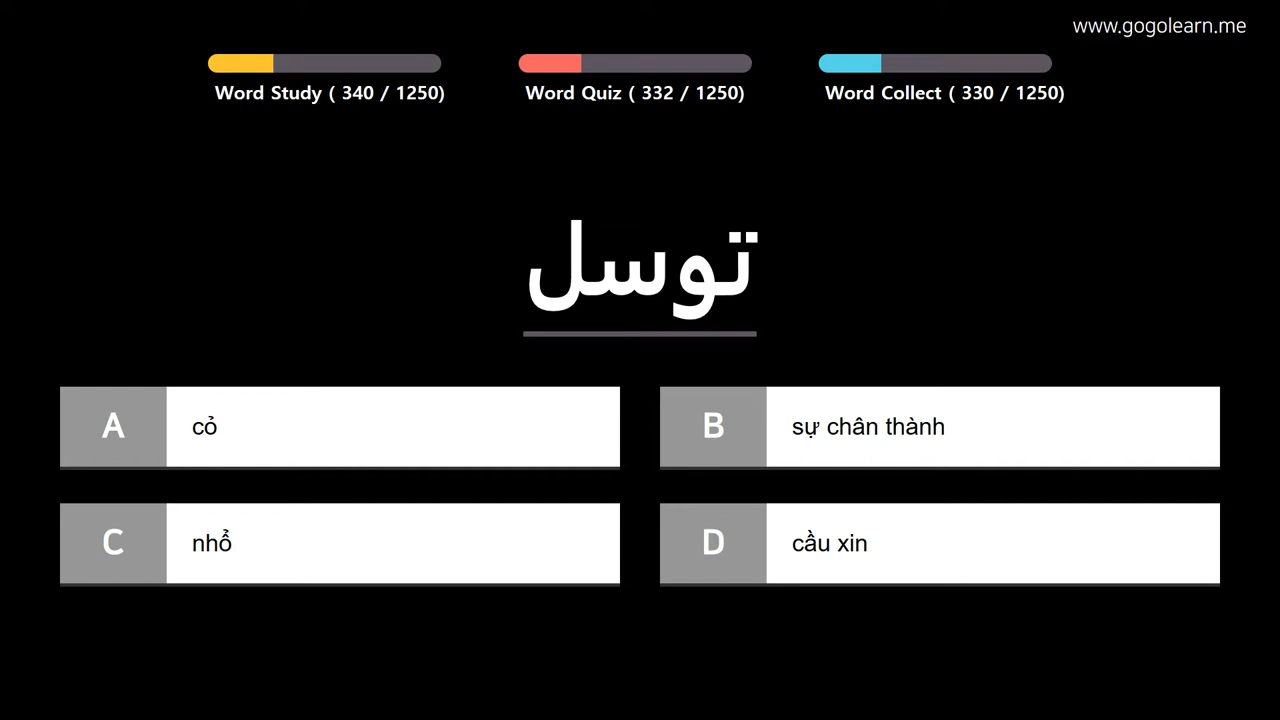 www.gogolearn.me
Word Study ( 340 / 1250)
Word Quiz ( 332 / 1250)
Word Collect ( 330 / 1250)
توسل
A cỏ
B sự chân thành
C nhổ
D cầu xin